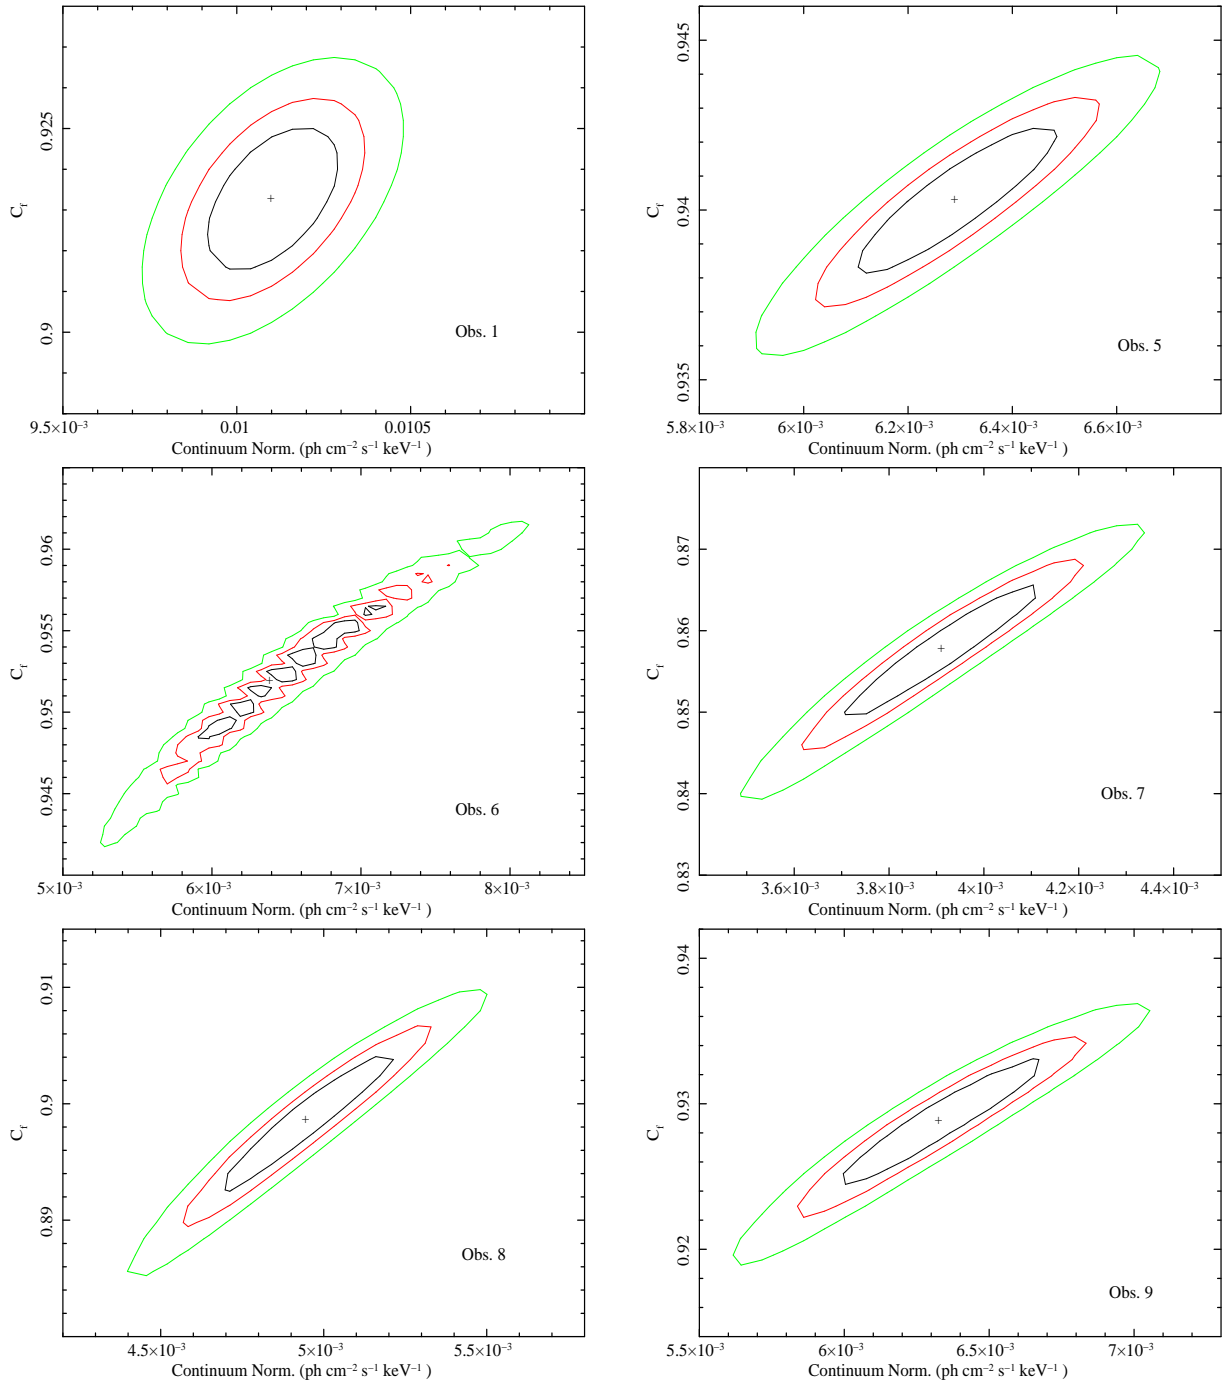 0.925
0.9
C_f
Obs. 1
9.5×10⁻³ 0.01 0.0105
Continuum Norm. (ph cm⁻² s⁻¹ keV⁻¹ )
0.945
0.94
0.935
C_f
Obs. 5
5.8×10⁻³ 6×10⁻³ 6.2×10⁻³ 6.4×10⁻³ 6.6×10⁻³
Continuum Norm. (ph cm⁻² s⁻¹ keV⁻¹ )
0.96
0.955
0.95
0.945
C_f
Obs. 6
5×10⁻³ 6×10⁻³ 7×10⁻³ 8×10⁻³
Continuum Norm. (ph cm⁻² s⁻¹ keV⁻¹ )
0.87
0.86
0.85
0.84
0.83
C_f
Obs. 7
3.6×10⁻³ 3.8×10⁻³ 4×10⁻³ 4.2×10⁻³ 4.4×10⁻³
Continuum Norm. (ph cm⁻² s⁻¹ keV⁻¹ )
0.91
0.9
0.89
C_f
Obs. 8
4.5×10⁻³ 5×10⁻³ 5.5×10⁻³
Continuum Norm. (ph cm⁻² s⁻¹ keV⁻¹ )
0.94
0.93
0.92
C_f
Obs. 9
5.5×10⁻³ 6×10⁻³ 6.5×10⁻³ 7×10⁻³
Continuum Norm. (ph cm⁻² s⁻¹ keV⁻¹ )